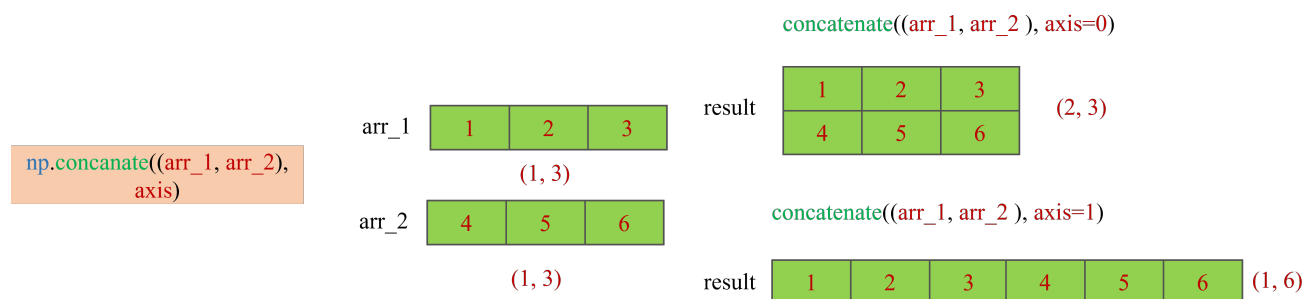 np.concanate((arr_1, arr_2),
axis)
arr_1
1 2 3
(1, 3)
arr_2
4 5 6
(1, 3)
concatenate((arr_1, arr_2 ), axis=0)
result
1 2 3
4 5 6
(2, 3)
concatenate((arr_1, arr_2 ), axis=1)
result
1 2 3 4 5 6
(1, 6)